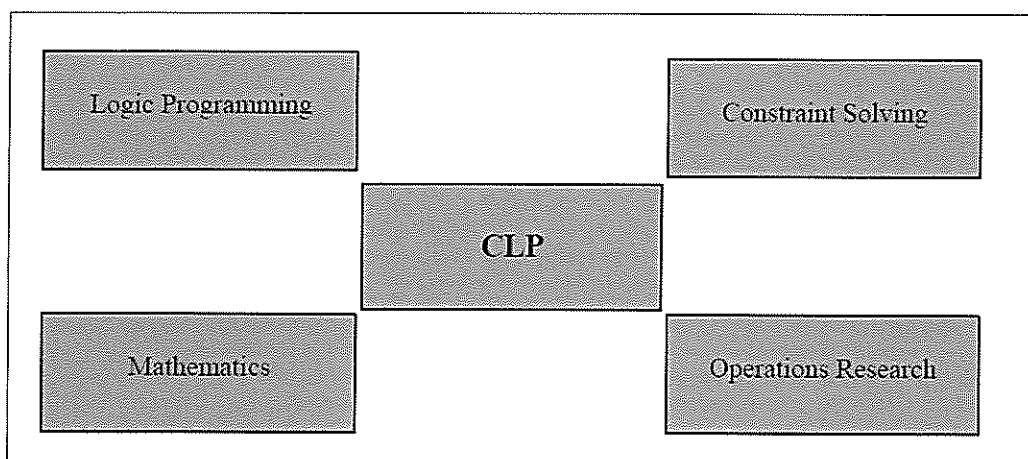 Logic Programming
Constraint Solving
CLP
Mathematics
Operations Research